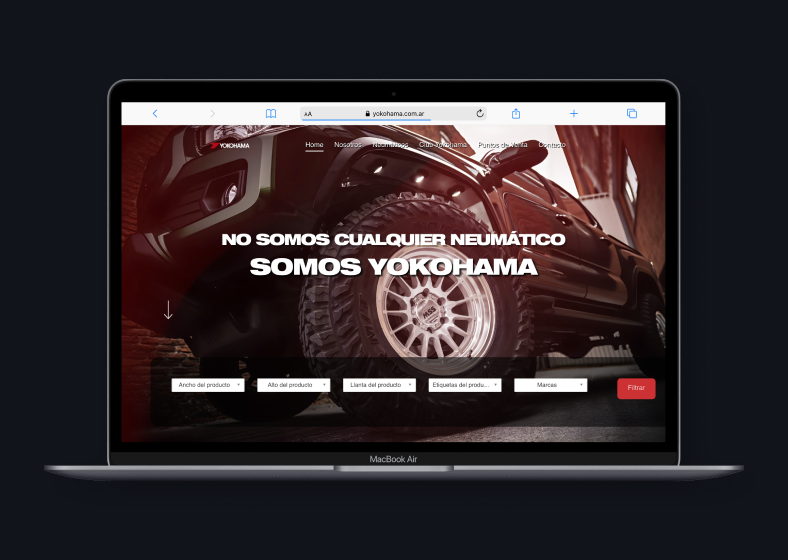 AA yokohama.com.ar
YOKOHAMA Home Nosotros Neumáticos Club Yokohama Puntos de Venta Contacto
NO SOMOS CUALQUIER NEUMÁTICO
SOMOS YOKOHAMA
MSS
Ancho del producto Alto del producto Llanta del producto Etiquetas del produ... Marcas Filtrar
MacBook Air